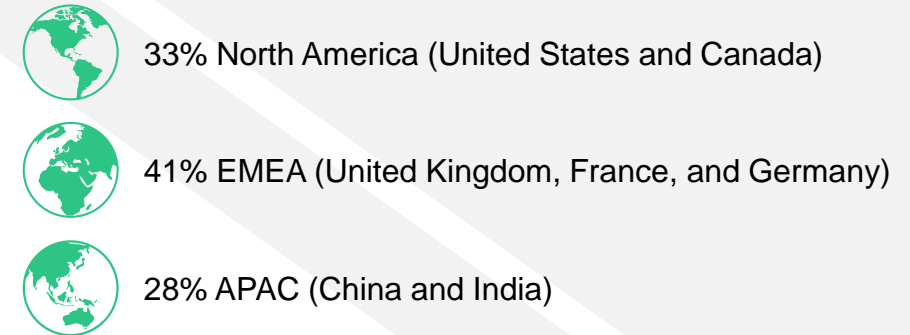 33% North America (United States and Canada)
41% EMEA (United Kingdom, France, and Germany)
28% APAC (China and India)